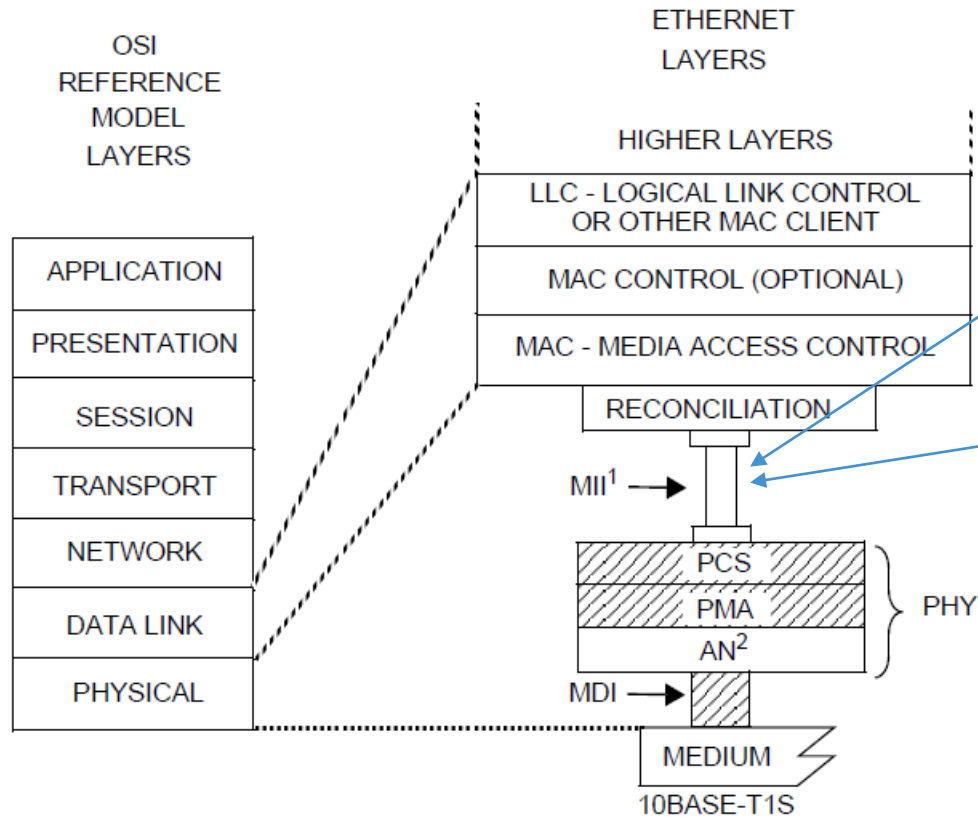 OSI
REFERENCE
MODEL
LAYERS
APPLICATION
PRESENTATION
SESSION
TRANSPORT
NETWORK
DATA LINK
PHYSICAL
ETHERNET
LAYERS
HIGHER LAYERS
LLC - LOGICAL LINK CONTROL
OR OTHER MAC CLIENT
MAC CONTROL (OPTIONAL)
MAC - MEDIA ACCESS CONTROL
RECONCILIATION
MII¹
PCS
PMA
AN²
PHY
MDI
MEDIUM
10BASE-T1S